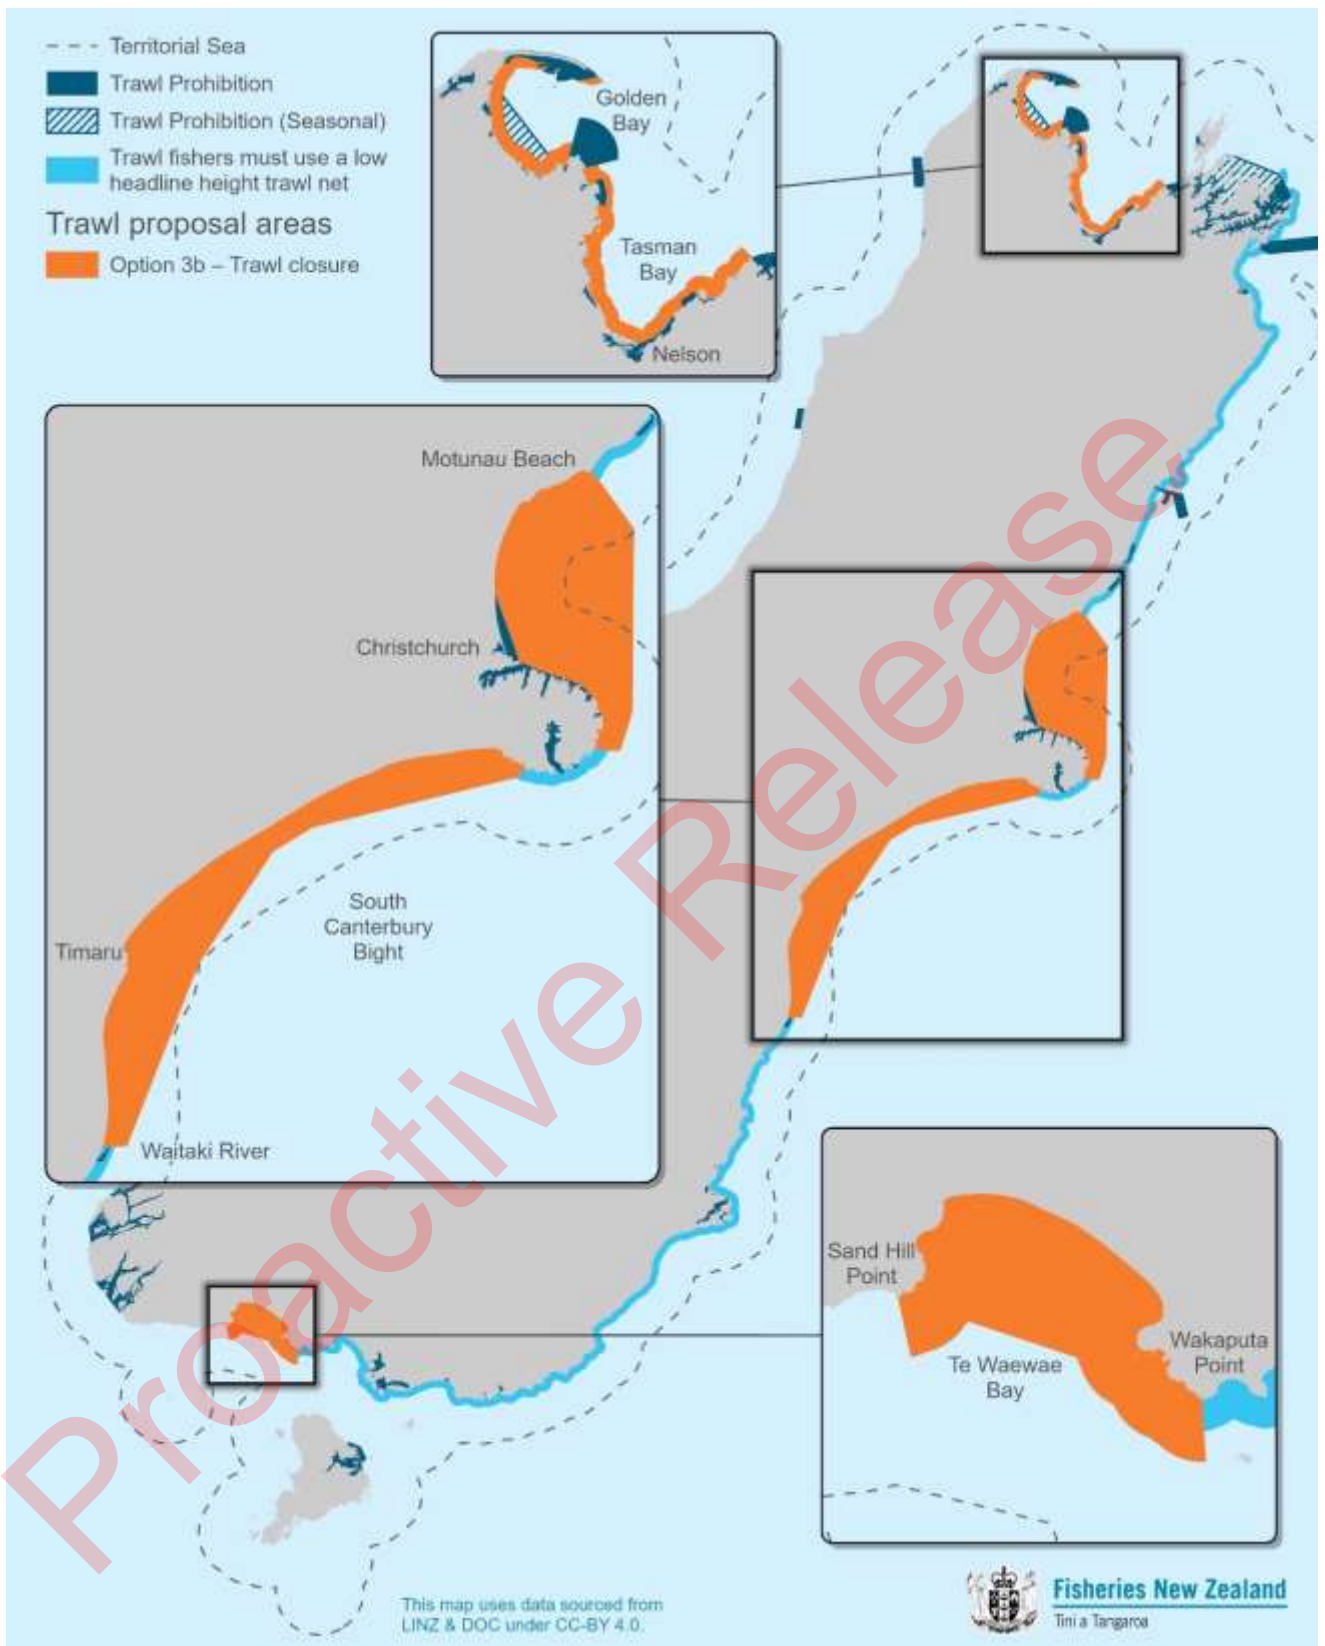 Territorial Sea
Trawl Prohibition
Trawl Prohibition (Seasonal)
Trawl fishers must use a low
headline height trawl net
Trawl proposal areas
Option 3b – Trawl closure
Golden
Bay
Tasman
Bay
Nelson
Motunau Beach
Christchurch
South
Canterbury
Bight
Timaru
Waitaki River
Sand Hill
Point
Te Waewae
Bay
Wakaputa
Point
Proactive Release
This map uses data sourced from
LINZ & DOC under CC-BY 4.0.
Fisheries New Zealand
Tini a Tangaroa